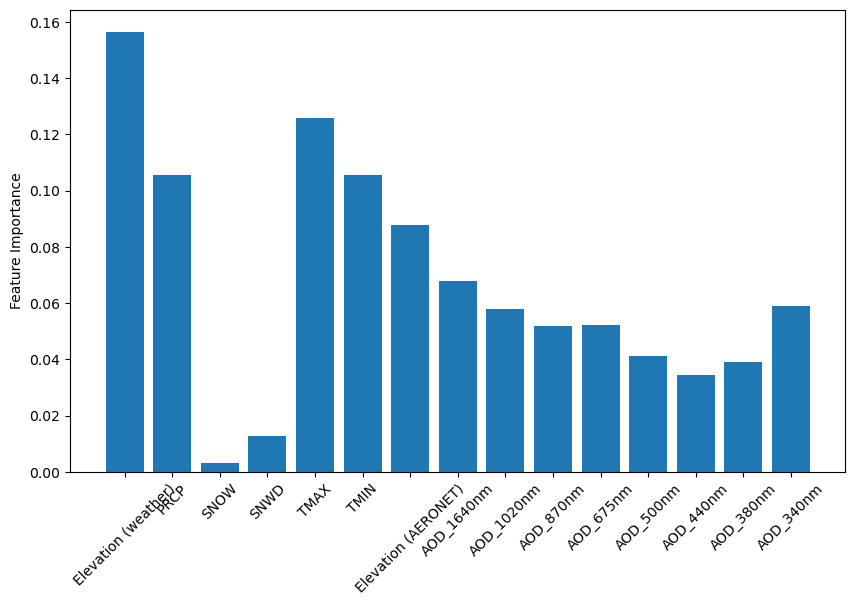 0.16
0.14
0.12
0.10
0.08
0.06
0.04
0.02
0.00
Feature Importance
Elevation (weather)
PRCP
SNOW
SNWD
TMAX
TMIN
Elevation (AERONET)
AOD_1640nm
AOD_1020nm
AOD_870nm
AOD_675nm
AOD_500nm
AOD_440nm
AOD_380nm
AOD_340nm